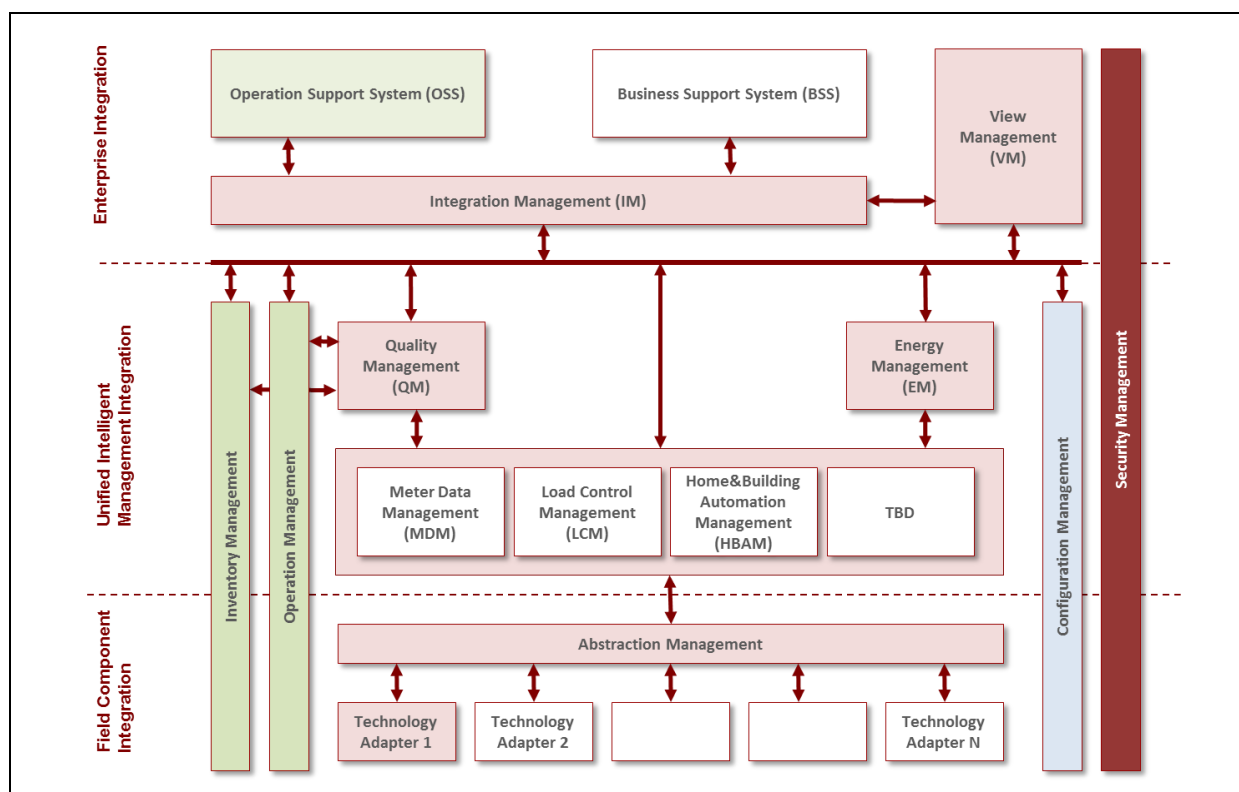 Enterprise Integration
Operation Support System (OSS)
Business Support System (BSS)
View
Management
(VM)
Integration Management (IM)
Security Management
Unified Intelligent
Management Integration
Inventory Management
Operation Management
Quality
Management
(QM)
Energy
Management
(EM)
Configuration Management
Meter Data
Management
(MDM)
Load Control
Management
(LCM)
Home&Building
Automation
Management
(HBAM)
TBD
Field Component
Integration
Abstraction Management
Technology
Adapter 1
Technology
Adapter 2
Technology
Adapter N